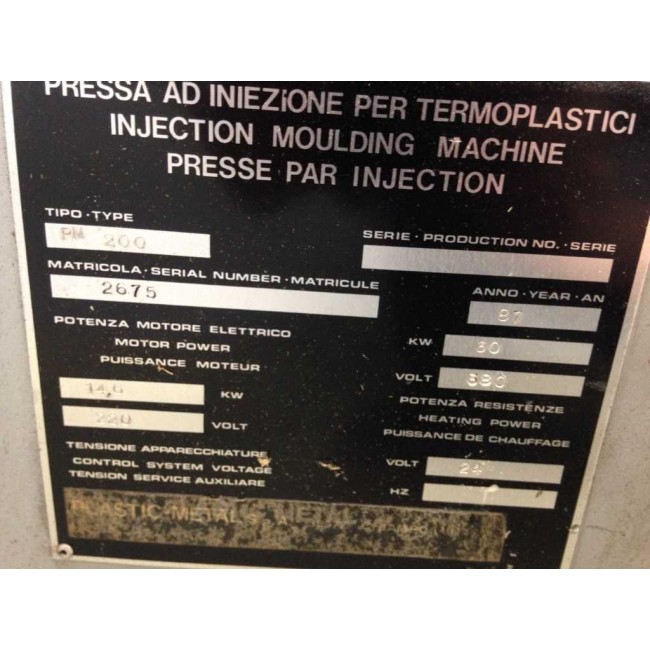 PRESSA AD INIEZIONE PER TERMOPLASTICI
INJECTION MOULDING MACHINE
PRESSE PAR INJECTION
TIPO · TYPE
PM 200
SERIE · PRODUCTION NO. · SERIE
MATRICOLA · SERIAL NUMBER · MATRICULE
2675
ANNO · YEAR · AN
POTENZA MOTORE ELETTRICO
MOTOR POWER
PUISSANCE MOTEUR
KW
VOLT 380
KW
220 VOLT
POTENZA RESISTENZE
HEATING POWER
PUISSANCE DE CHAUFFAGE
TENSIONE APPARECCHIATURE
CONTROL SYSTEM VOLTAGE
TENSION SERVICE AUXILIARE
VOLT 24
HZ
PLASTIC-METAL S